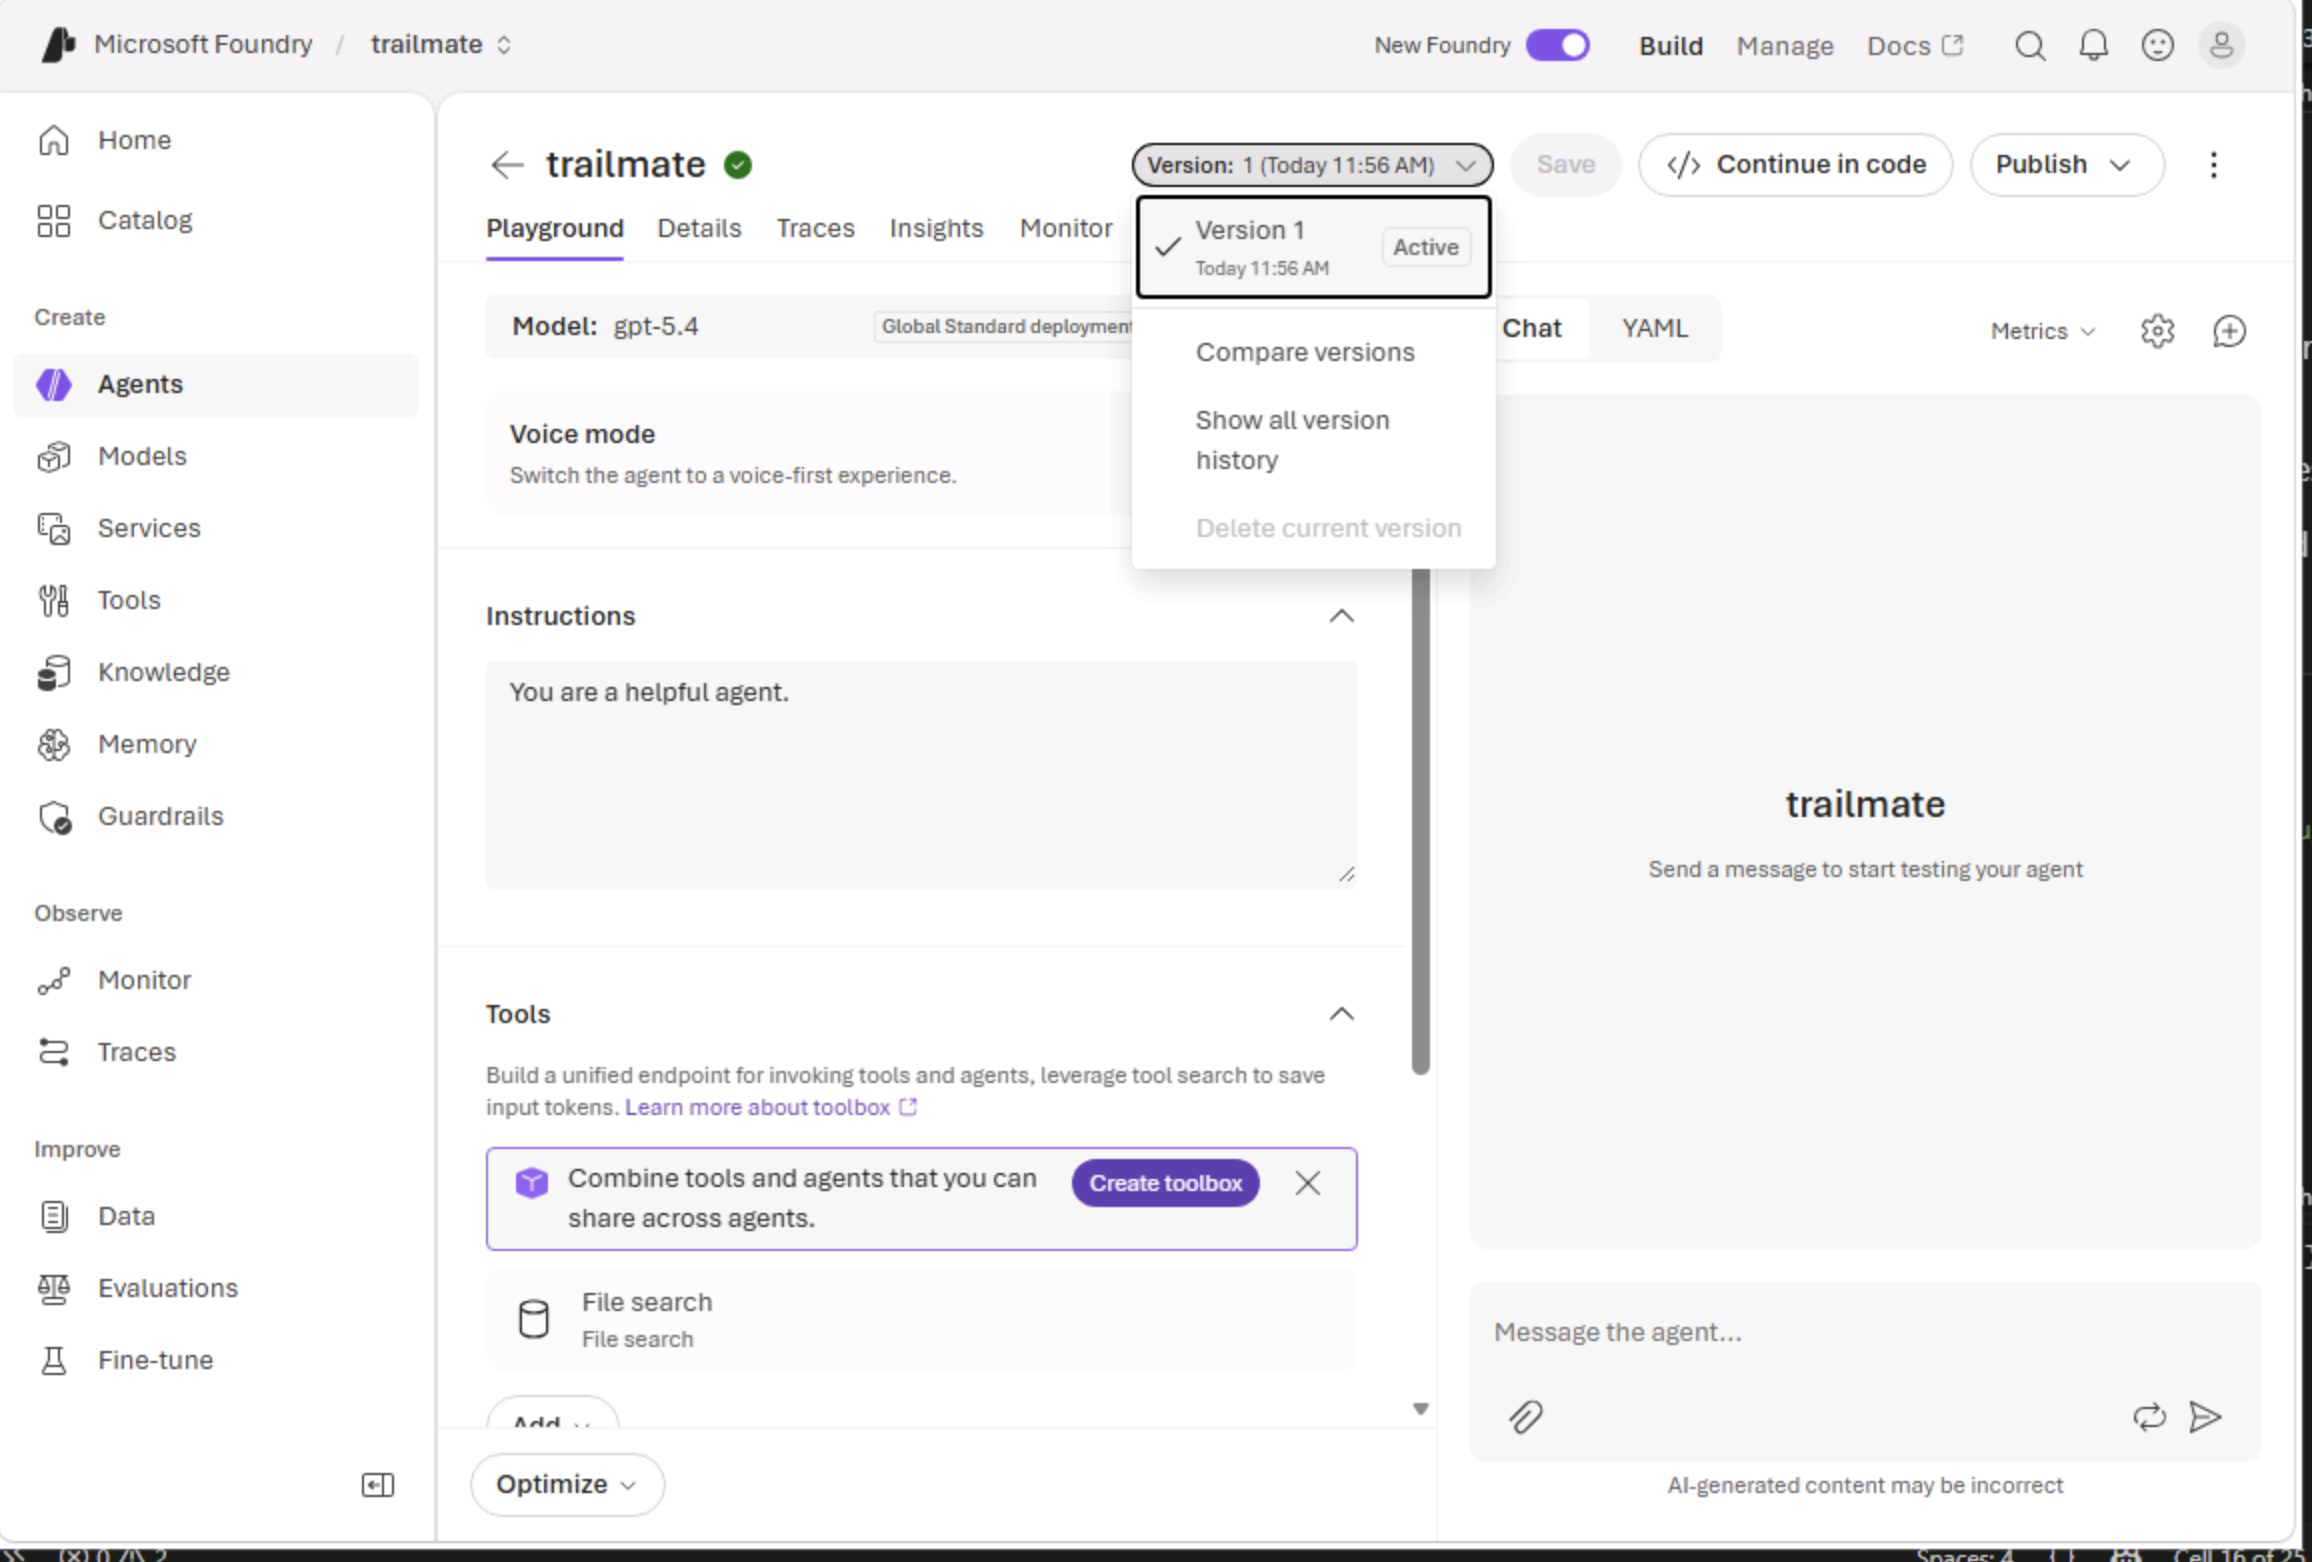 Microsoft Foundry / trailmate
New Foundry
Build
Manage
Docs
Home
Catalog
Create
Agents
Models
Services
Tools
Knowledge
Memory
Guardrails
Observe
Monitor
Traces
Improve
Data
Evaluations
Fine-tune
trailmate
Version: 1 (Today 11:56 AM)
Save
Continue in code
Publish
Playground
Details
Traces
Insights
Monitor
Version 1
Today 11:56 AM
Active
Compare versions
Show all version
history
Delete current version
Model: gpt-5.4
Global Standard deployment
Voice mode
Switch the agent to a voice-first experience.
Instructions
You are a helpful agent.
Tools
Build a unified endpoint for invoking tools and agents, leverage tool search to save
input tokens. Learn more about toolbox
Combine tools and agents that you can
share across agents.
Create toolbox
File search
File search
Add
Optimize
Chat
YAML
Metrics
trailmate
Send a message to start testing your agent
Message the agent...
AI-generated content may be incorrect
Spaces: 4
Cell 16 of 25